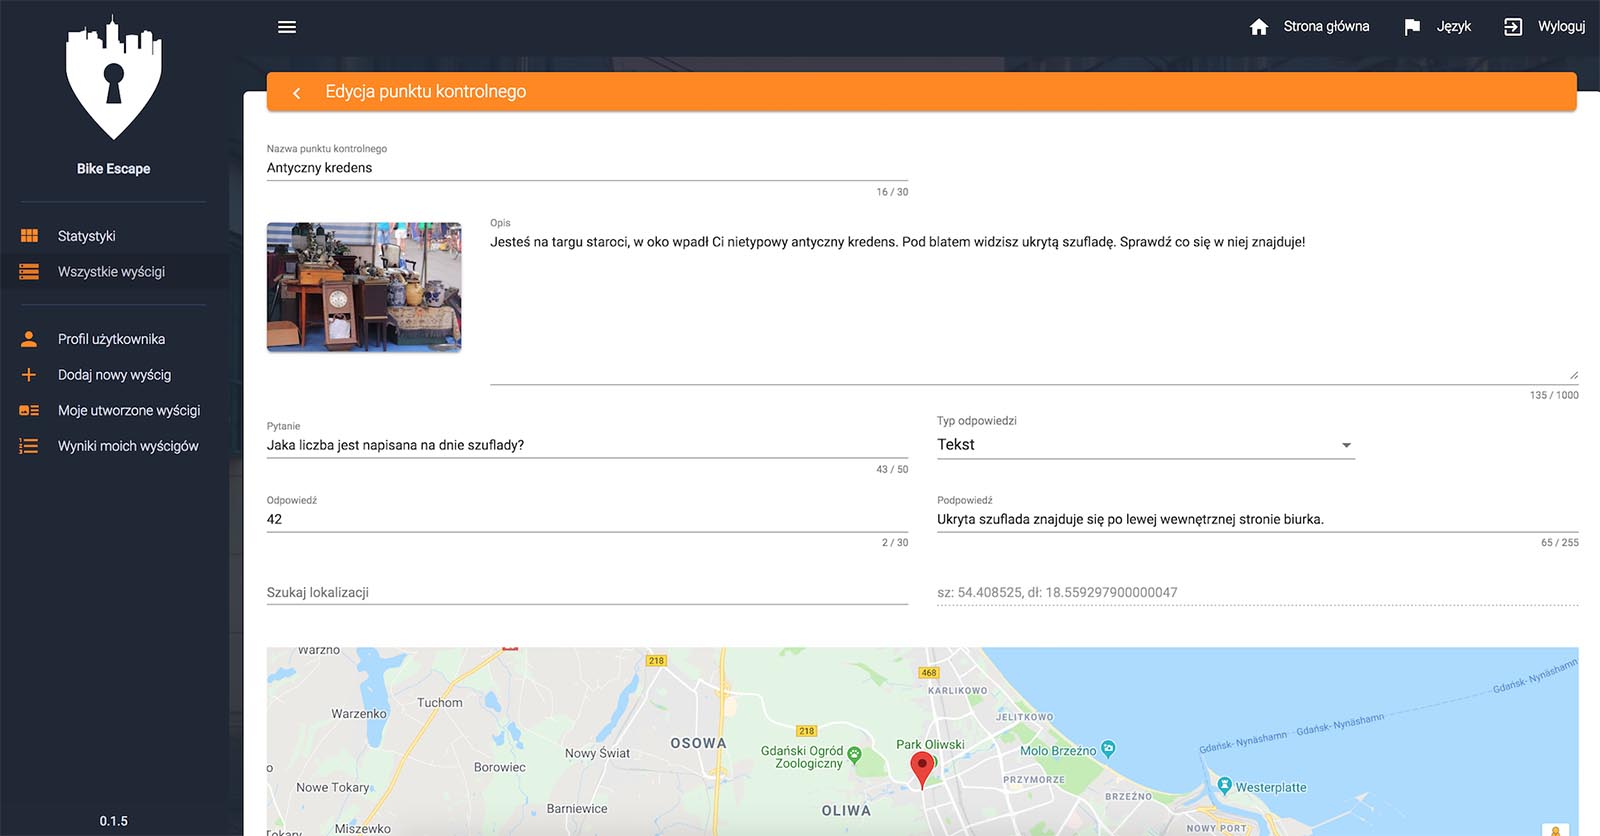 Strona główna
Język
Wyloguj
Bike Escape
Statystyki
Wszystkie wyścigi
Profil użytkownika
Dodaj nowy wyścig
Moje utworzone wyścigi
Wyniki moich wyścigów
0.1.5
Edycja punktu kontrolnego
Nazwa punktu kontrolnego
Antyczny kredens
16 / 30
Opis
Jesteś na targu staroci, w oko wpadł Ci nietypowy antyczny kredens. Pod blatem widzisz ukrytą szufladę. Sprawdź co się w niej znajduje!
135 / 1000
Pytanie
Jaka liczba jest napisana na dnie szuflady?
43 / 50
Typ odpowiedzi
Tekst
Odpowiedź
42
2 / 30
Podpowiedź
Ukryta szuflada znajduje się po lewej wewnętrznej stronie biurka.
65 / 255
Szukaj lokalizacji
sz: 54.408525, dł: 18.559297900000047
Warzno
218
468
KARLIKOWO
Gdańsk- Nynäshamn
Tuchom
Warzenko
JELITKOWO
Gdańsk- Nynäshamn
Gdańsk- Nynäshamn
218
OSOWA
Park Oliwski
Nowy Świat
Gdański Ogród
Zoologiczny
Molo Brzeźno
Borowiec
PRZYMORZE
Nowe Tokary
Westerplatte
BRZEŹNO
Barniewice
OLIWA
Miszewko
NOWY PORT
Tokary